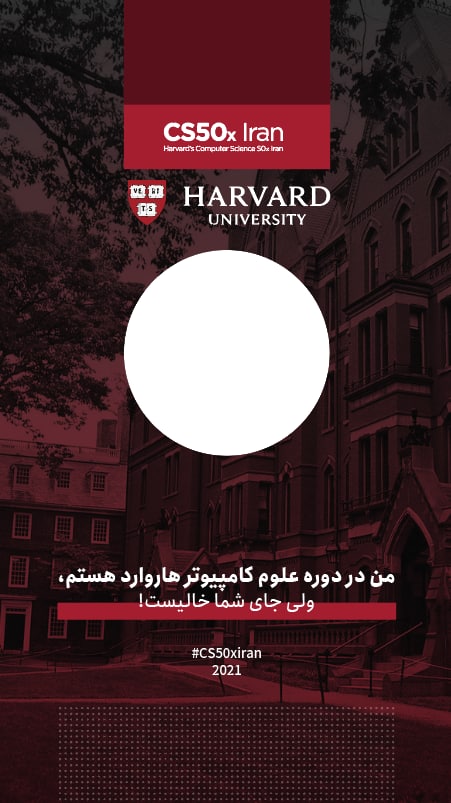 CS50x Iran
Harvard's Computer Science 50x Iran
VE RI
TS
HARVARD
UNIVERSITY
من در دوره علوم کامپیوتر هاروارد هستم،
ولی جای شما خالیست!
#CS50xiran
2021